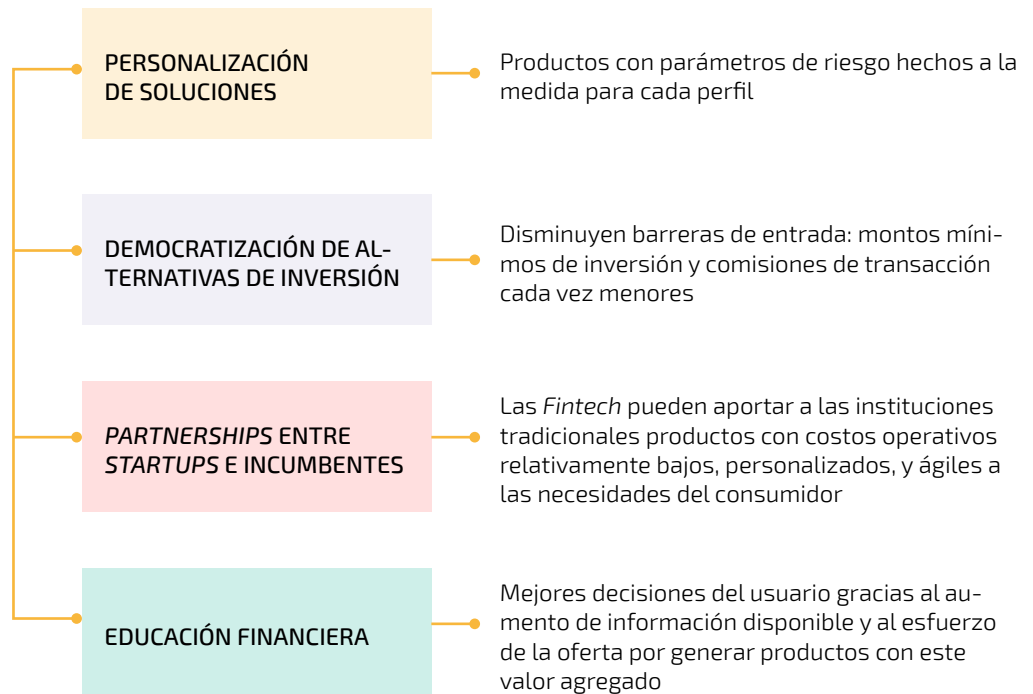 PERSONALIZACIÓN
DE SOLUCIONES
Productos con parámetros de riesgo hechos a la
medida para cada perfil
DEMOCRATIZACIÓN DE AL-
TERNATIVAS DE INVERSIÓN
Disminuyen barreras de entrada: montos míni-
mos de inversión y comisiones de transacción
cada vez menores
PARTNERSHIPS ENTRE
STARTUPS E INCUMBENTES
Las Fintech pueden aportar a las instituciones
tradicionales productos con costos operativos
relativamente bajos, personalizados, y ágiles a
las necesidades del consumidor
EDUCACIÓN FINANCIERA
Mejores decisiones del usuario gracias al au-
mento de información disponible y al esfuerzo
de la oferta por generar productos con este
valor agregado